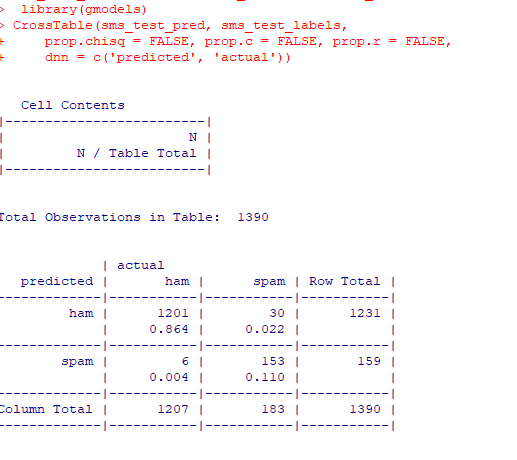 > library(gmodels)
> CrossTable(sms_test_pred, sms_test_labels,
+     prop.chisq = FALSE, prop.c = FALSE, prop.r = FALSE,
+     dnn = c('predicted', 'actual'))
   Cell Contents
|-------------------------|
|                       N |
|         N / Table Total |
|-------------------------|
Total Observations in Table:  1390
             | actual
   predicted |       ham |      spam | Row Total |
-------------|-----------|-----------|-----------|
         ham |      1201 |        30 |      1231 |
             |     0.864 |     0.022 |           |
-------------|-----------|-----------|-----------|
        spam |         6 |       153 |       159 |
             |     0.004 |     0.110 |           |
-------------|-----------|-----------|-----------|
Column Total |      1207 |       183 |      1390 |
-------------|-----------|-----------|-----------|